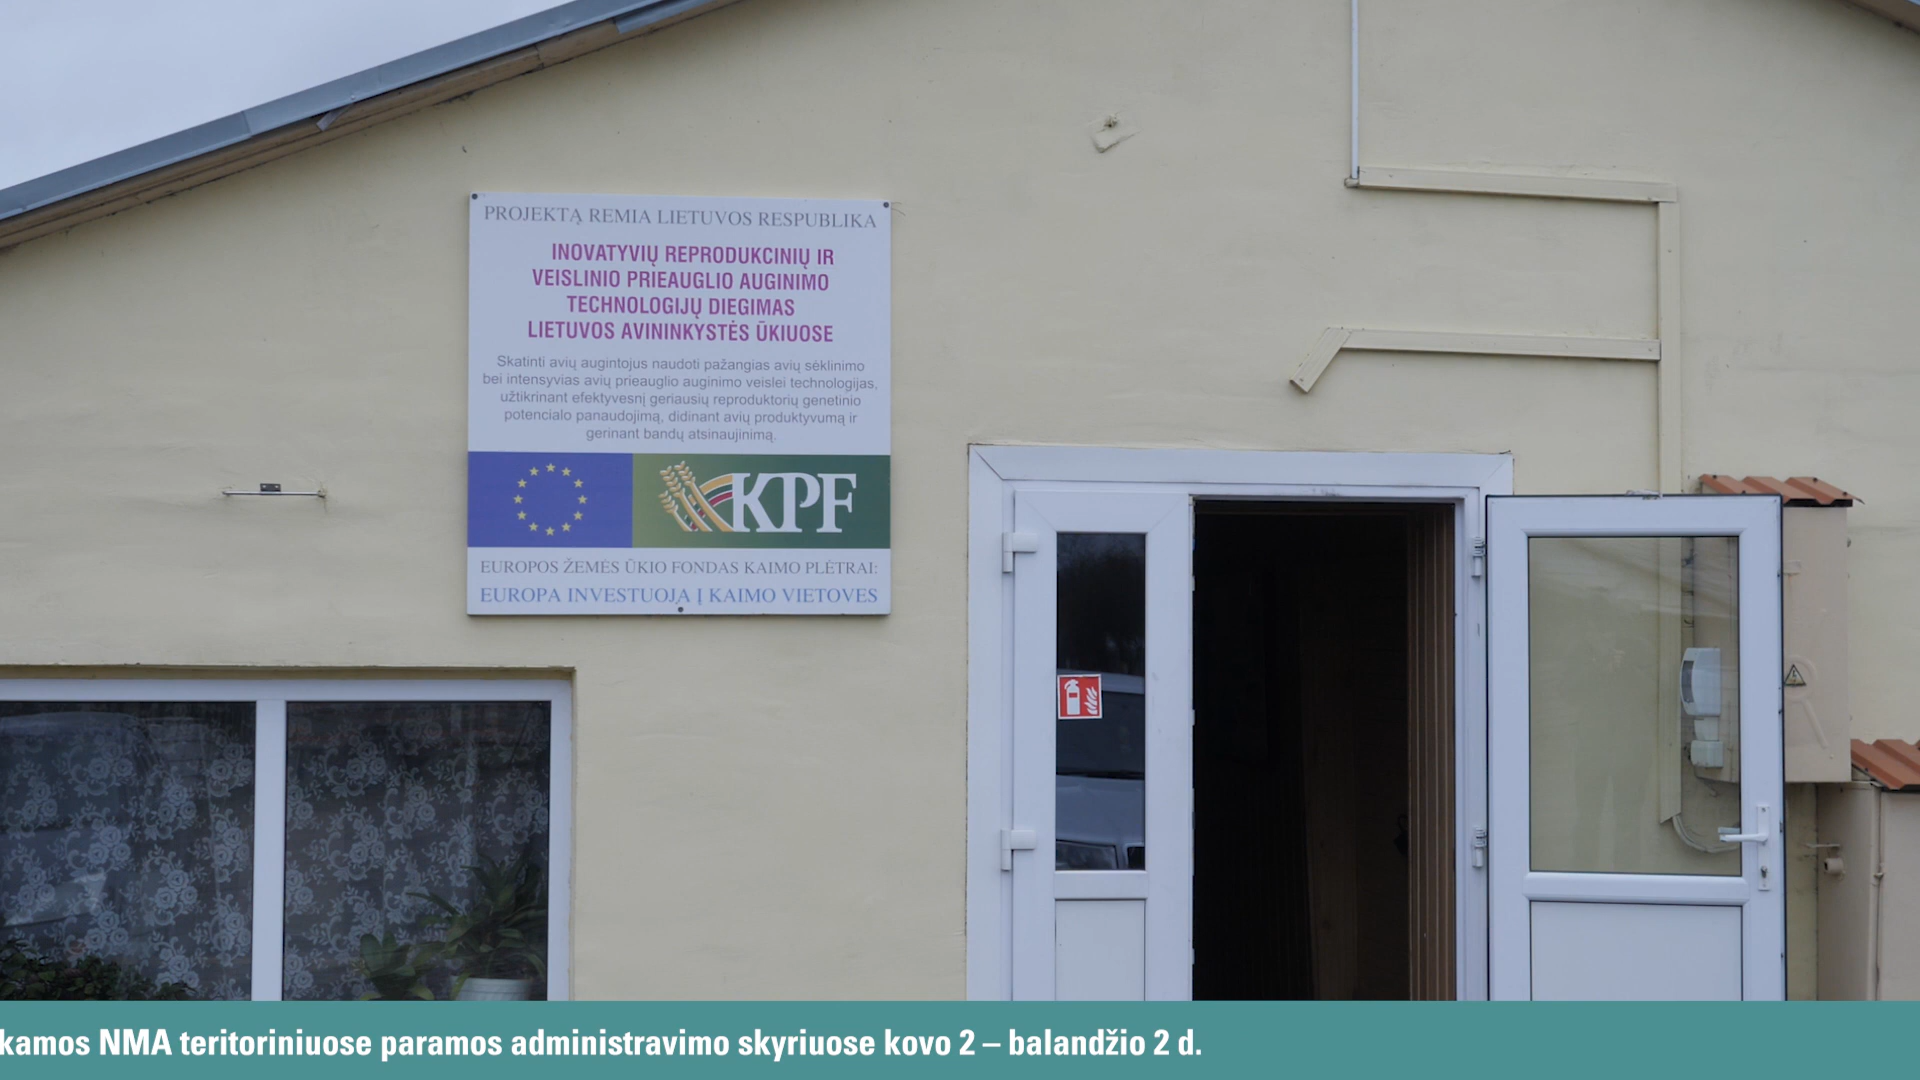 PROJEKTĄ REMIA LIETUVOS RESPUBLIKA
INOVATYVIŲ REPRODUKCINIŲ IR
VEISLINIO PRIEAUGLIO AUGINIMO
TECHNOLOGIJŲ DIEGIMAS
LIETUVOS AVININKYSTĖS ŪKIUOSE
Skatinti avių augintojus naudoti pažangias avių sėklinimo
bei intensyvias avių prieauglio auginimo veislei technologijas,
užtikrinant efektyvesnį geriausių reproduktorių genetinio
potencialo panaudojimą, didinant avių produktyvumą ir
gerinant bandų atsinaujinimą.
KPF
EUROPOS ŽEMĖS ŪKIO FONDAS KAIMO PLĖTRAI:
EUROPA INVESTUOJA Į KAIMO VIETOVES
kamos NMA teritoriniuose paramos administravimo skyriuose kovo 2 – balandžio 2 d.